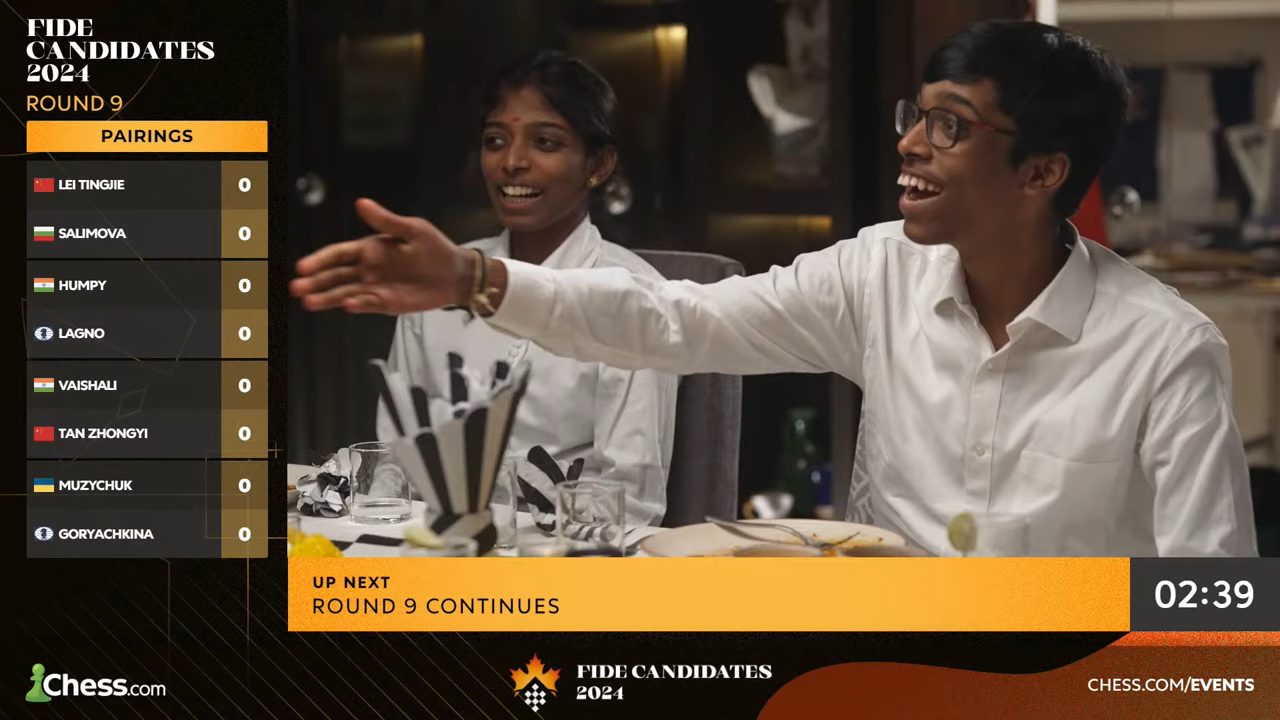 FIDE
CANDIDATES
2024
ROUND 9
PAIRINGS
LEI TINGJIE 0
SALIMOVA 0
HUMPY 0
LAGNO 0
VAISHALI 0
TAN ZHONGYI 0
MUZYCHUK 0
GORYACHKINA 0
UP NEXT
ROUND 9 CONTINUES
02:39
Chess.com
FIDE CANDIDATES
2024
CHESS.COM/EVENTS